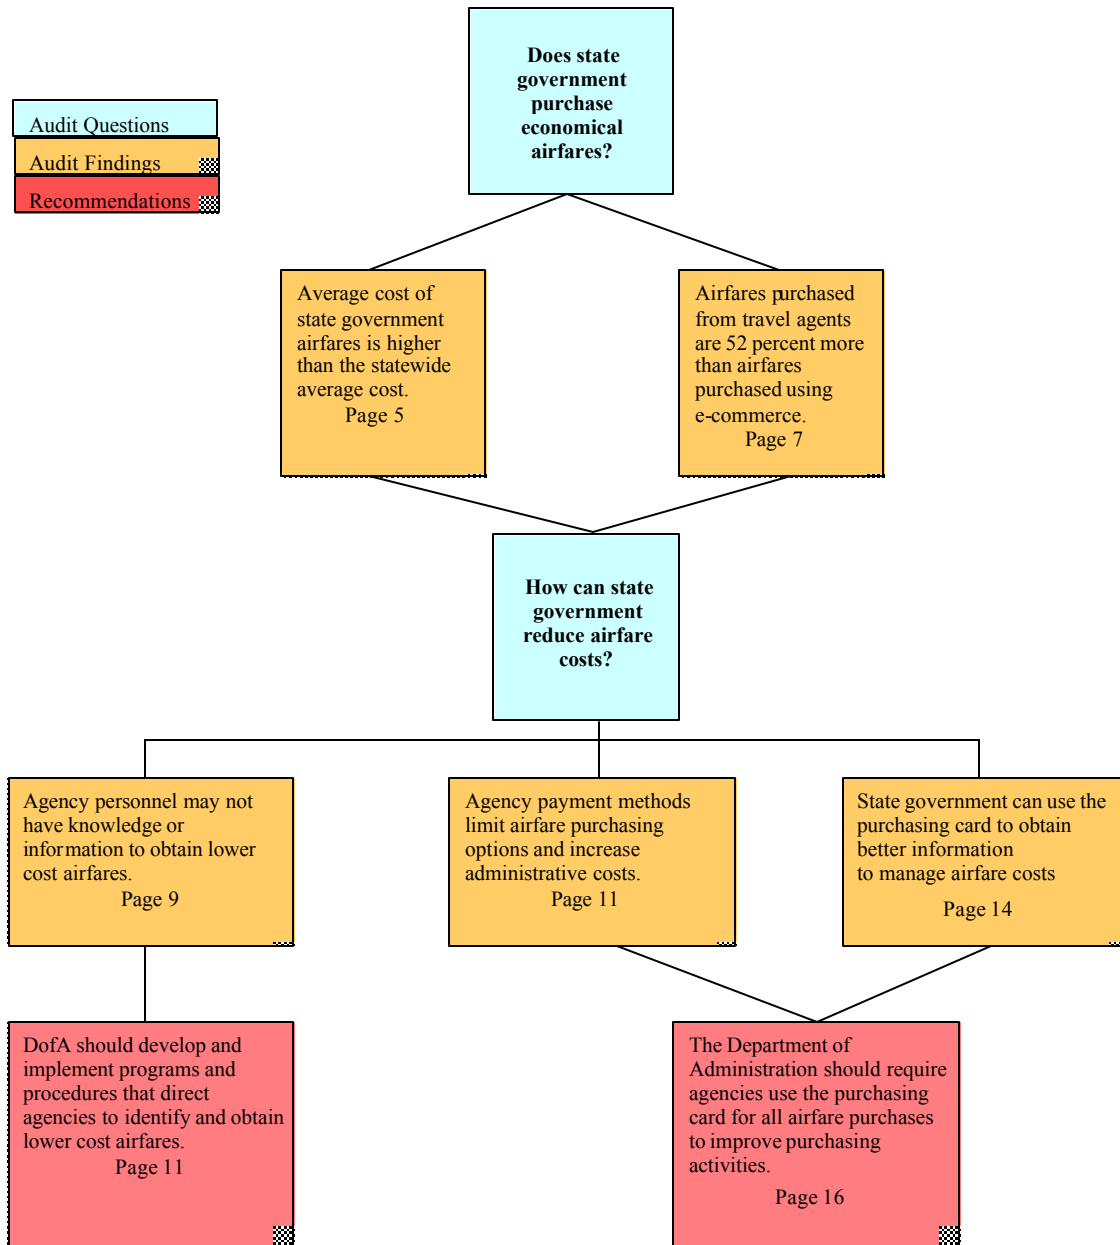 Does state
government
purchase
economical
airfares?
Audit Questions
Audit Findings
Recommendations
Average cost of
state government
airfares is higher
than the statewide
average cost.
Page 5
Airfares purchased
from travel agents
are 52 percent more
than airfares
purchased using
e-commerce.
Page 7
How can state
government
reduce airfare
costs?
Agency personnel may not
have knowledge or
information to obtain lower
cost airfares.
Page 9
Agency payment methods
limit airfare purchasing
options and increase
administrative costs.
Page 11
State government can use the
purchasing card to obtain
better information
to manage airfare costs
Page 14
DofA should develop and
implement programs and
procedures that direct
agencies to identify and obtain
lower cost airfares.
Page 11
The Department of
Administration should require
agencies use the purchasing
card for all airfare purchases
to improve purchasing
activities.
Page 16